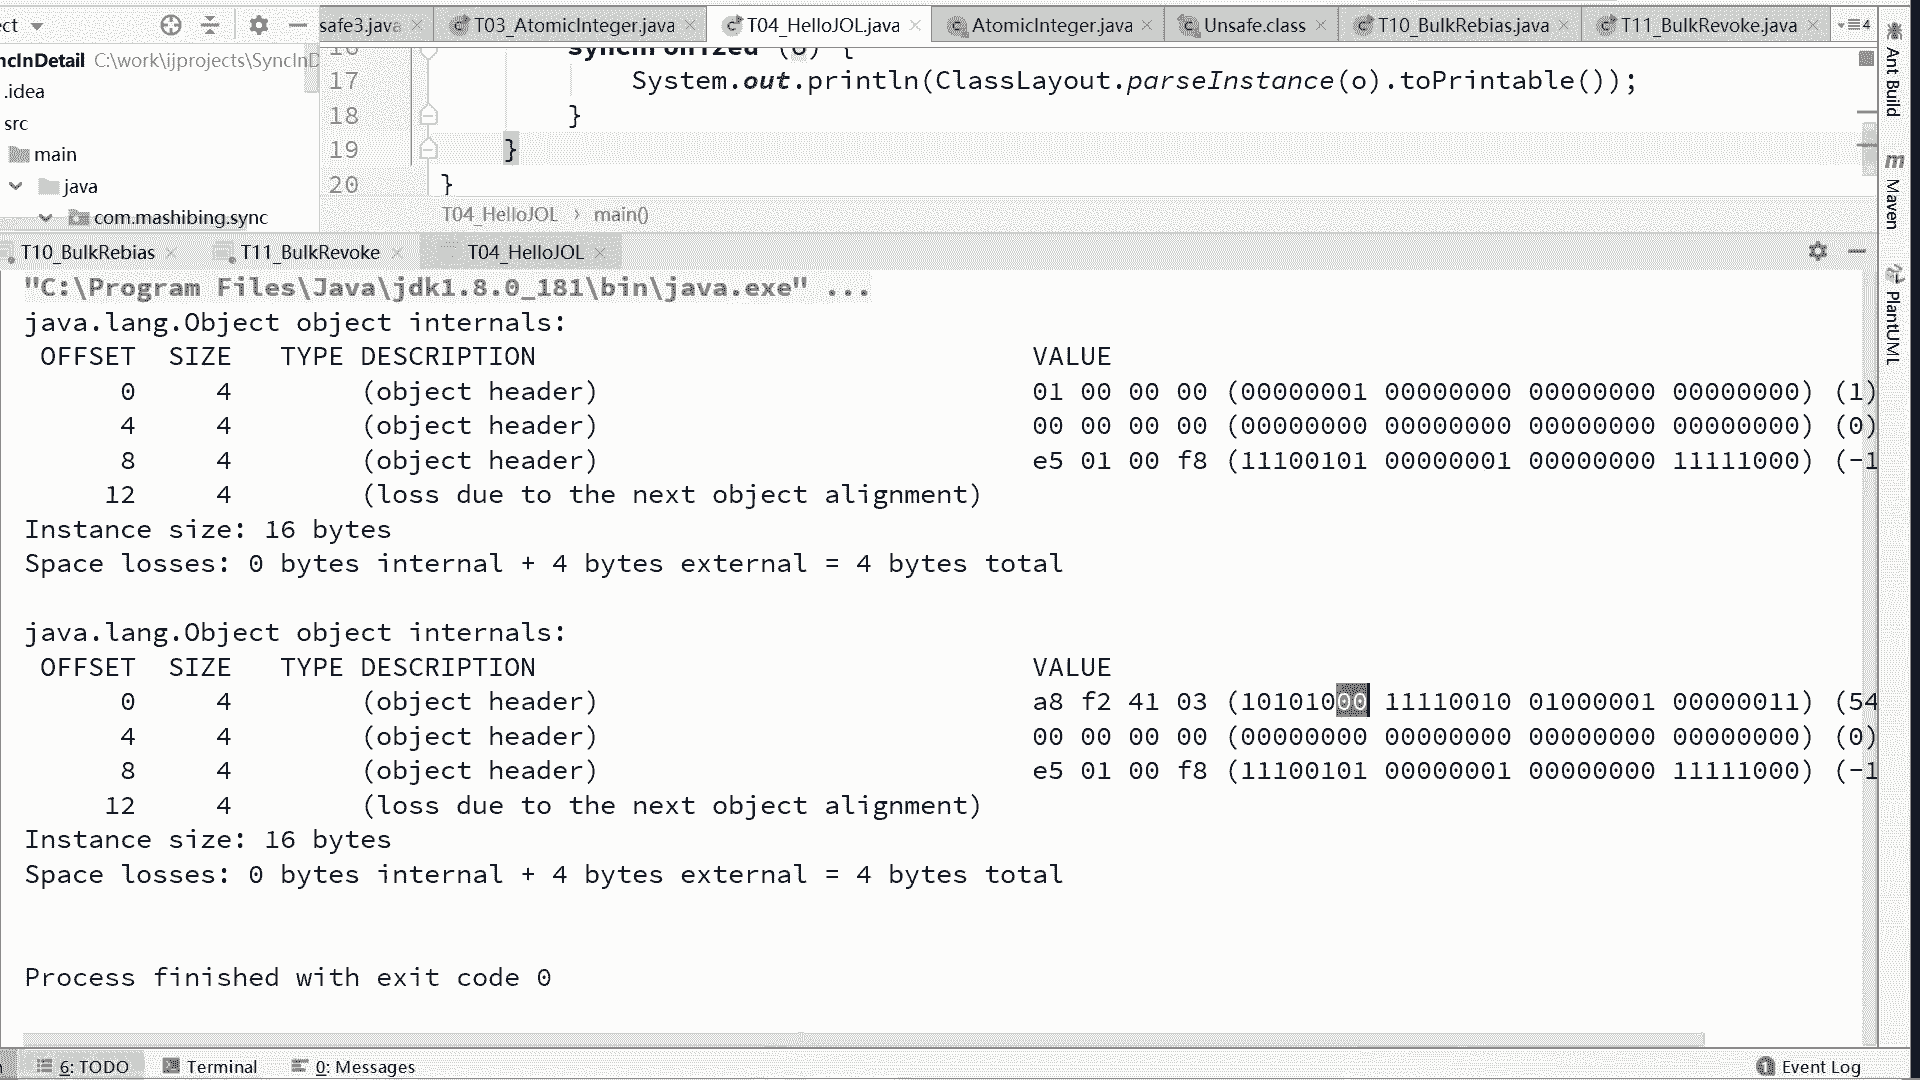 ct
safe3.java
T03_AtomicInteger.java
T04_HelloJOL.java
AtomicInteger.java
Unsafe.class
T10_BulkRebias.java
T11_BulkRevoke.java
4
ncInDetail C:\work\ijprojects\SyncInD
.idea
src
main
java
com.mashibing.sync
16 synchronized (o) {
17 System.out.println(ClassLayout.parseInstance(o).toPrintable());
18 }
19 }
20 }
T04_HelloJOL › main()
Ant Build
Maven
PlantUML
T10_BulkRebias
T11_BulkRevoke
T04_HelloJOL
"C:\Program Files\Java\jdk1.8.0_181\bin\java.exe" ...
java.lang.Object object internals:
OFFSET SIZE TYPE DESCRIPTION VALUE
0 4 (object header) 01 00 00 00 (00000001 00000000 00000000 00000000) (1)
4 4 (object header) 00 00 00 00 (00000000 00000000 00000000 00000000) (0)
8 4 (object header) e5 01 00 f8 (11100101 00000001 00000000 11111000) (-1
12 4 (loss due to the next object alignment)
Instance size: 16 bytes
Space losses: 0 bytes internal + 4 bytes external = 4 bytes total
java.lang.Object object internals:
OFFSET SIZE TYPE DESCRIPTION VALUE
0 4 (object header) a8 f2 41 03 (10101000 11110010 01000001 00000011) (54
4 4 (object header) 00 00 00 00 (00000000 00000000 00000000 00000000) (0)
8 4 (object header) e5 01 00 f8 (11100101 00000001 00000000 11111000) (-1
12 4 (loss due to the next object alignment)
Instance size: 16 bytes
Space losses: 0 bytes internal + 4 bytes external = 4 bytes total
Process finished with exit code 0
6: TODO
Terminal
0: Messages
Event Log